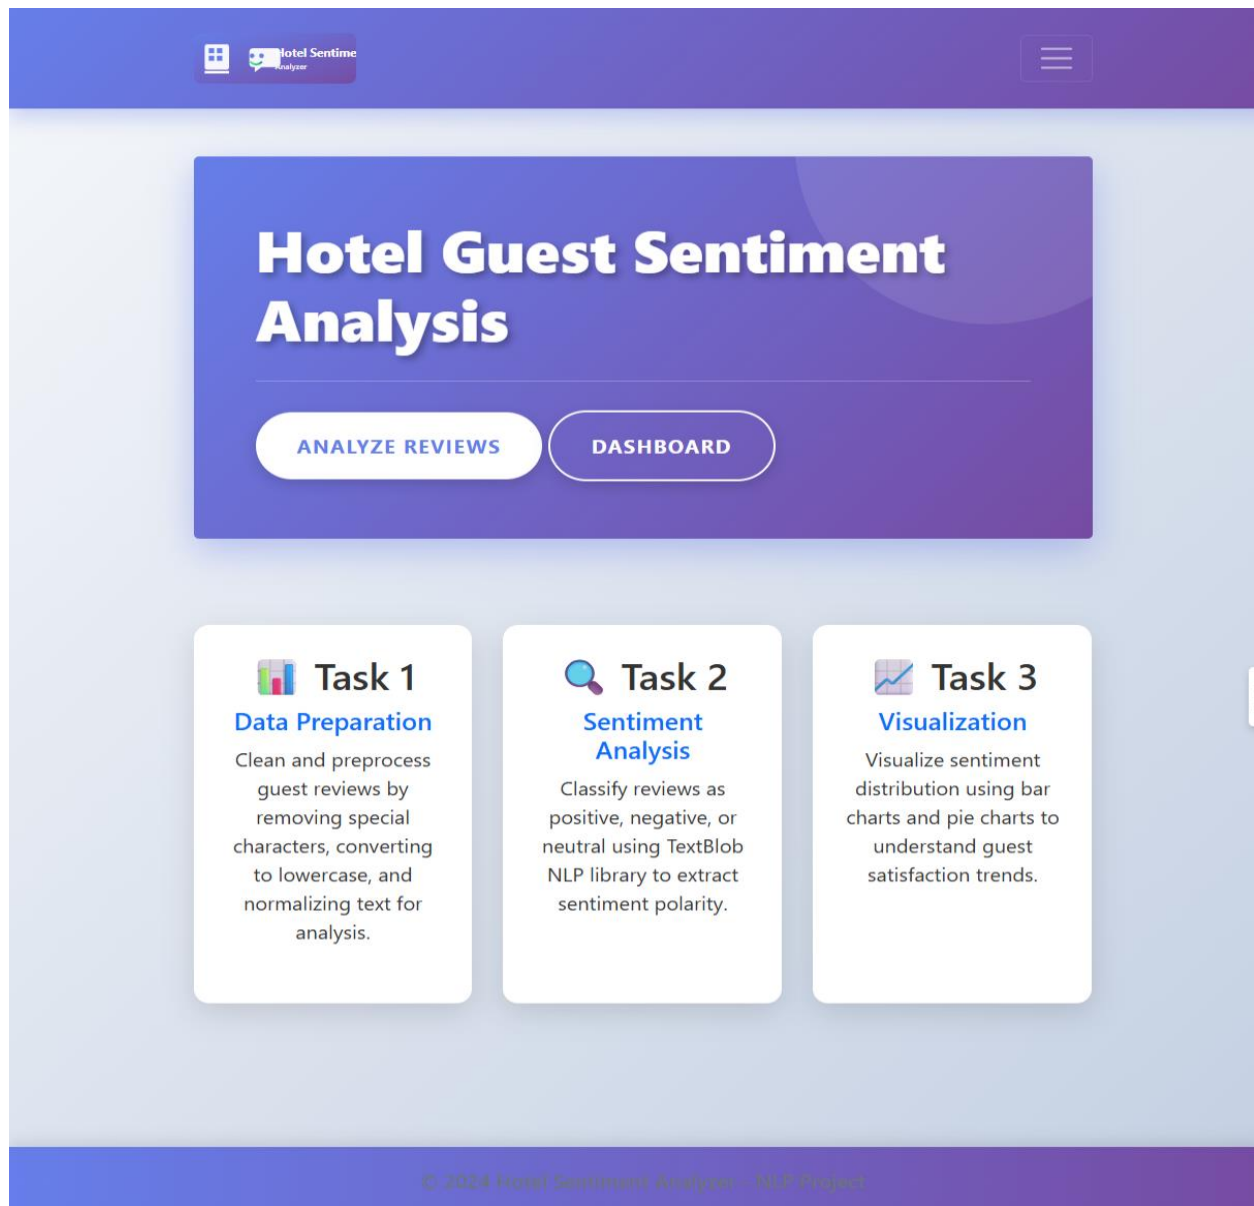 Hotel Sentime
Analyzer
Hotel Guest Sentiment
Analysis
ANALYZE REVIEWS
DASHBOARD
Task 1
Data Preparation
Clean and preprocess
guest reviews by
removing special
characters, converting
to lowercase, and
normalizing text for
analysis.
Task 2
Sentiment
Analysis
Classify reviews as
positive, negative, or
neutral using TextBlob
NLP library to extract
sentiment polarity.
Task 3
Visualization
Visualize sentiment
distribution using bar
charts and pie charts to
understand guest
satisfaction trends.
© 2024 Hotel Sentiment Analyzer - NLP Project